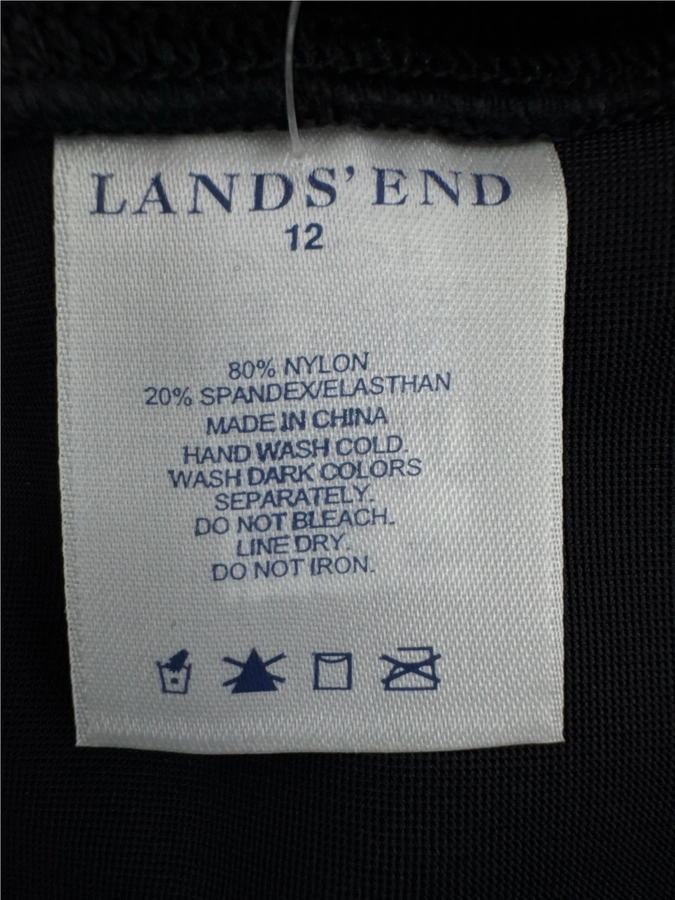 LANDS' END
12
80% NYLON
20% SPANDEX/ELASTHAN
MADE IN CHINA
HAND WASH COLD.
WASH DARK COLORS
SEPARATELY.
DO NOT BLEACH.
LINE DRY.
DO NOT IRON.